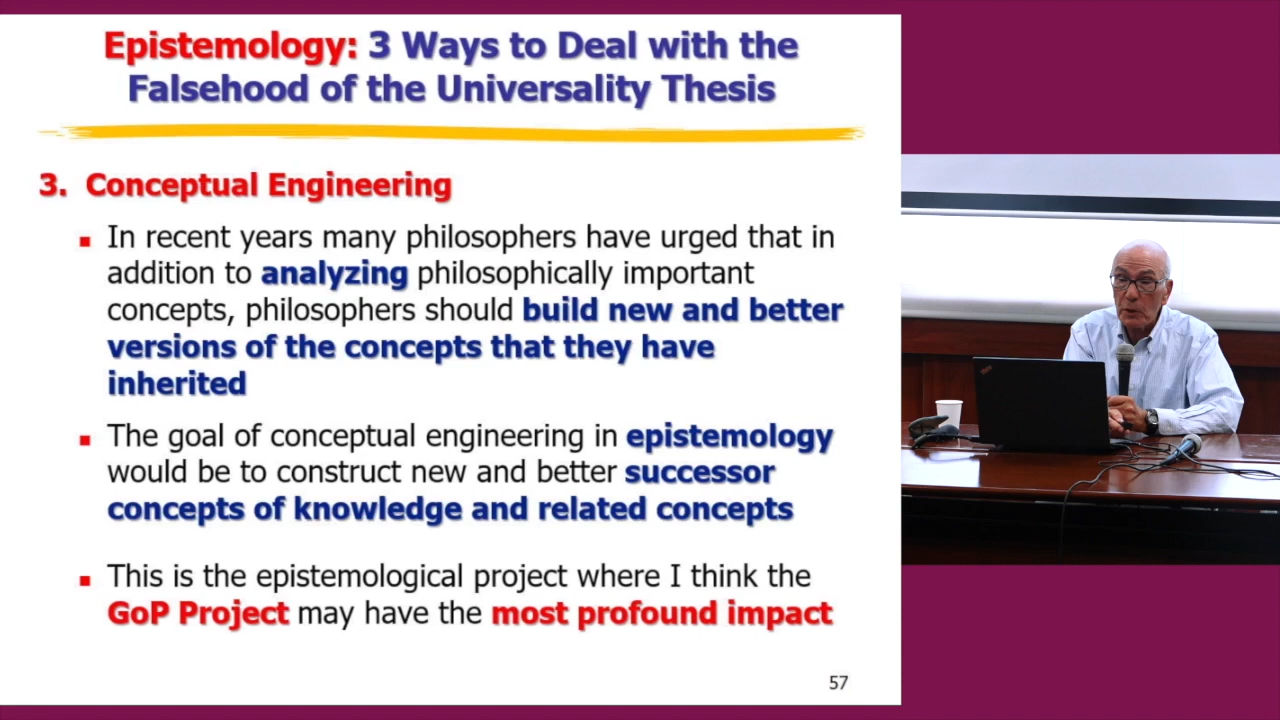 Epistemology: 3 Ways to Deal with the
Falsehood of the Universality Thesis
3. Conceptual Engineering
▪ In recent years many philosophers have urged that in
addition to analyzing philosophically important
concepts, philosophers should build new and better
versions of the concepts that they have
inherited
▪ The goal of conceptual engineering in epistemology
would be to construct new and better successor
concepts of knowledge and related concepts
▪ This is the epistemological project where I think the
GoP Project may have the most profound impact
57